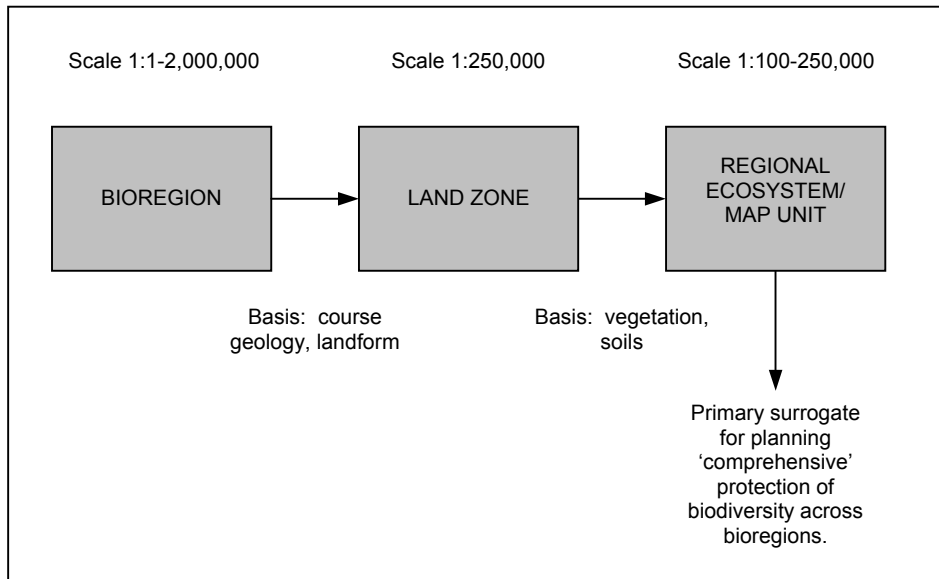 Scale 1:1-2,000,000
Scale 1:250,000
Scale 1:100-250,000
BIOREGION
LAND ZONE
REGIONAL
ECOSYSTEM/
MAP UNIT
Basis:  course
geology, landform
Basis:  vegetation,
soils
Primary surrogate
for planning
‘comprehensive’
protection of
biodiversity across
bioregions.